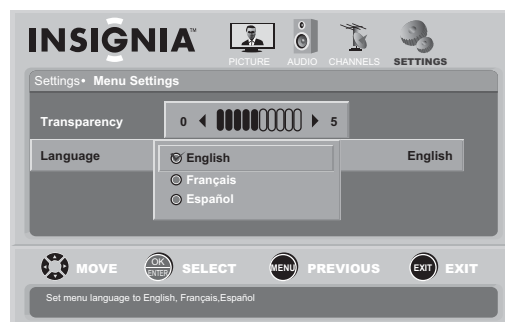 INSIGNIA™
PICTURE AUDIO CHANNELS SETTINGS
Settings• Menu Settings
Transparency 0 5
Language English
English
Français
Español
MOVE OK ENTER SELECT MENU PREVIOUS EXIT EXIT
Set menu language to English, Français,Español